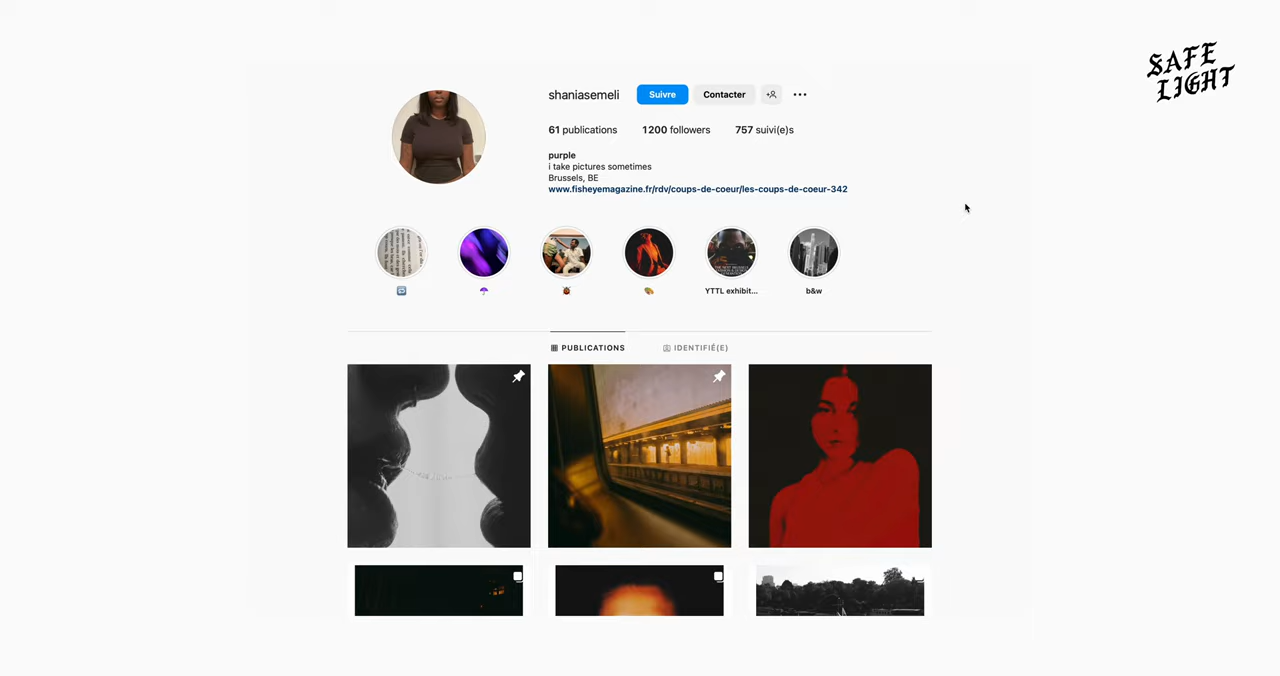 SAFE
LIGHT
shaniasemeli
Suivre
Contacter
61 publications
1200 followers
757 suivi(e)s
purple
i take pictures sometimes
Brussels, BE
www.fisheyemagazine.fr/rdv/coups-de-coeur/les-coups-de-coeur-342
YTTL exhibit...
b&w
PUBLICATIONS
IDENTIFIÉ(E)